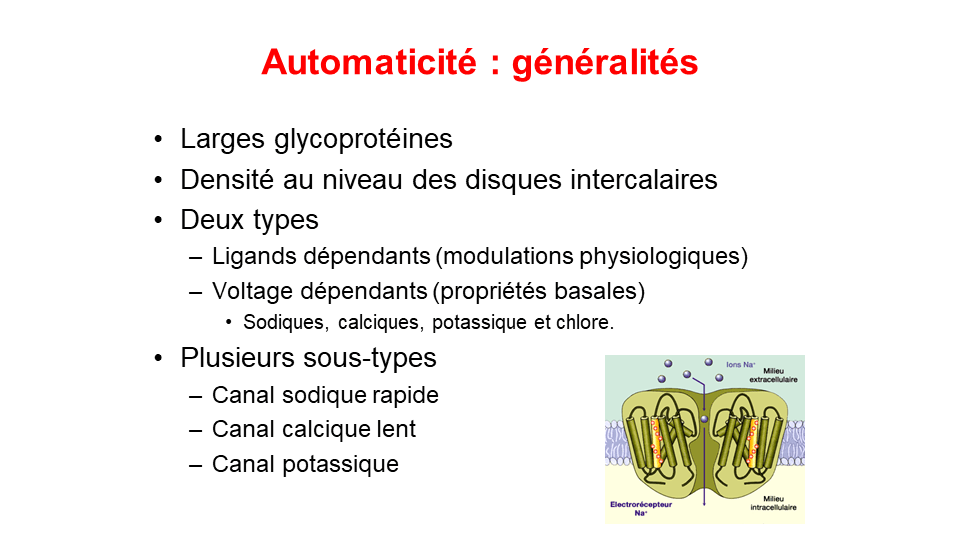 Automaticité : généralités
• Larges glycoprotéines
• Densité au niveau des disques intercalaires
• Deux types
– Ligands dépendants (modulations physiologiques)
– Voltage dépendants (propriétés basales)
• Sodiques, calciques, potassique et chlore.
• Plusieurs sous-types
– Canal sodique rapide
– Canal calcique lent
– Canal potassique
Ions Na⁺
Milieu
extracellulaire
Electrorécepteur
Na⁺
Milieu
intracellulaire